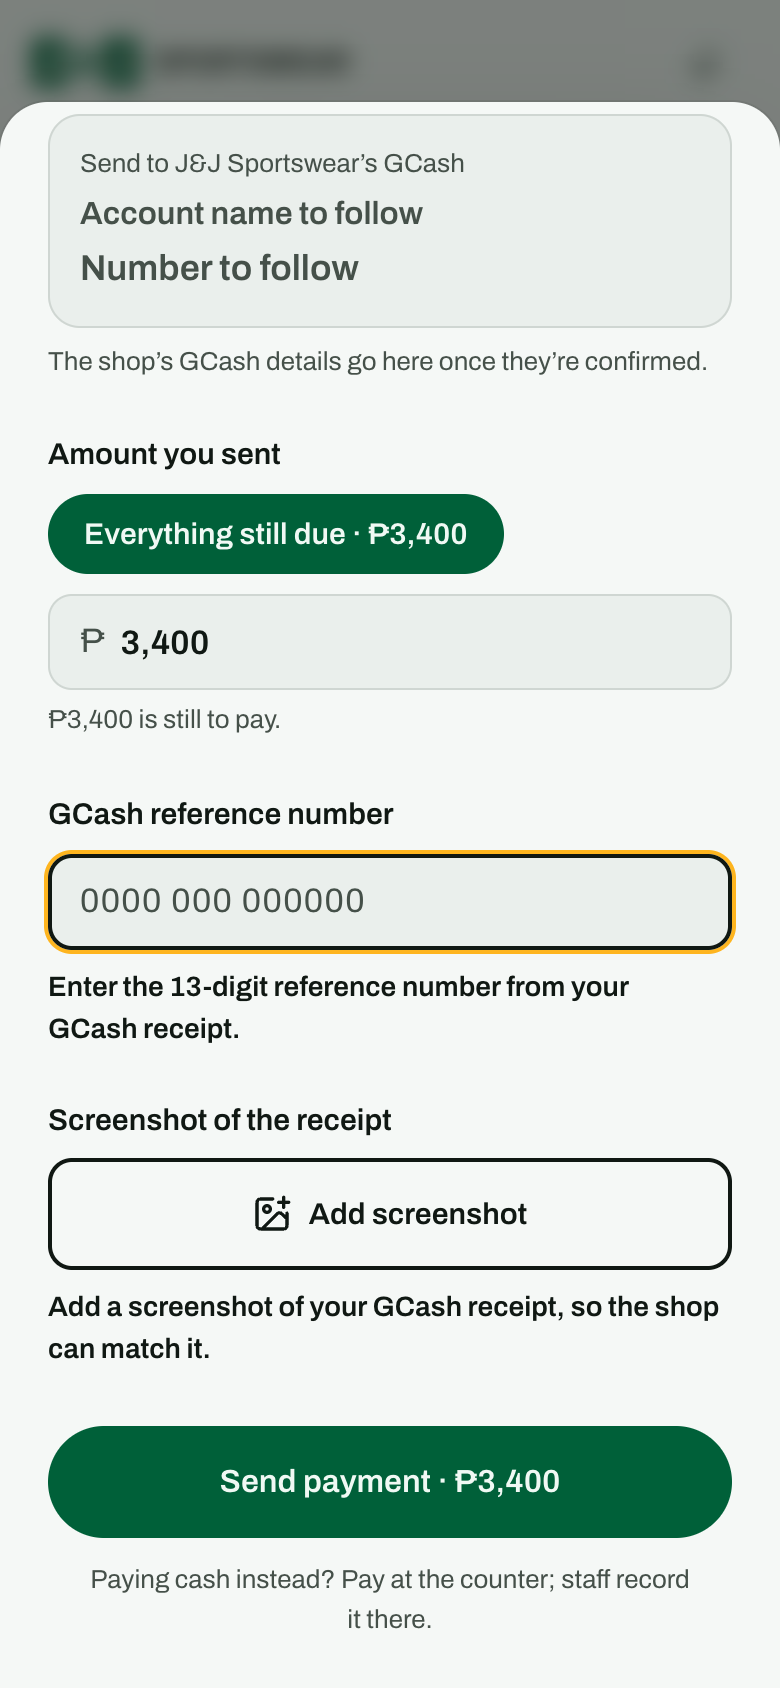 Send to J&J Sportswear’s GCash
Account name to follow
Number to follow
The shop’s GCash details go here once they’re confirmed.
Amount you sent
Everything still due · ₱3,400
₱ 3,400
₱3,400 is still to pay.
GCash reference number
0000 000 000000
Enter the 13-digit reference number from your
GCash receipt.
Screenshot of the receipt
Add screenshot
Add a screenshot of your GCash receipt, so the shop
can match it.
Send payment · ₱3,400
Paying cash instead? Pay at the counter; staff record
it there.